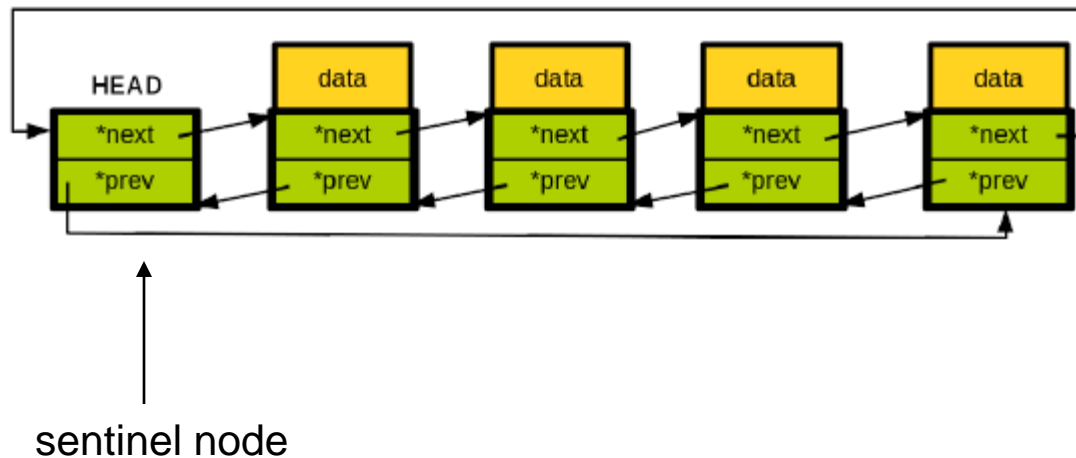 HEAD
data
data
data
data
*next
*next
*next
*next
*next
*prev
*prev
*prev
*prev
*prev
sentinel node